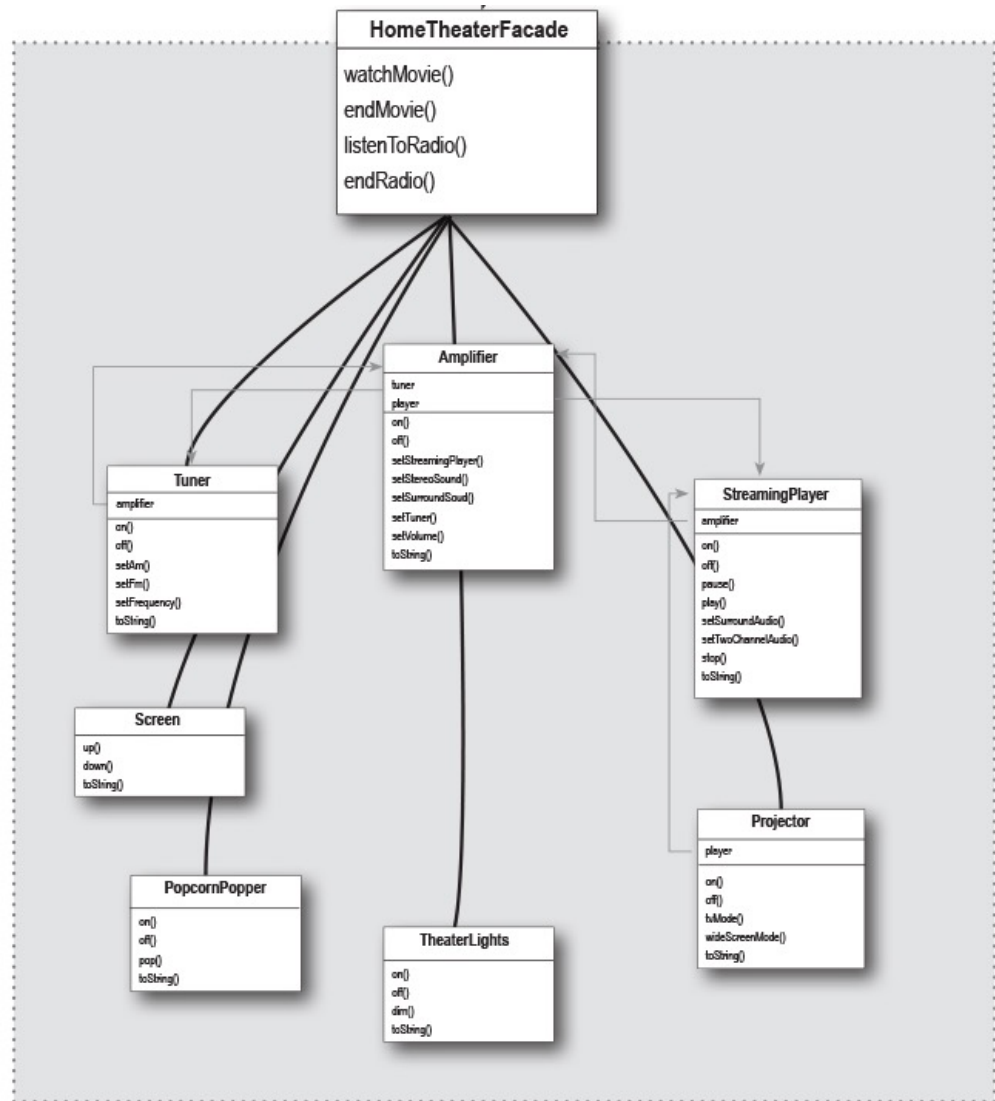 HomeTheaterFacade
watchMovie()
endMovie()
listenToRadio()
endRadio()
Amplifier
tuner
player
on()
off()
setStreamingPlayer()
setStereoSound()
setSurroundSoud()
setTuner()
setVolume()
toString()
Tuner
amplifier
on()
off()
setAm()
setFm()
setFrequency()
toString()
StreamingPlayer
amplifier
on()
off()
pause()
play()
setSurroundAudio()
setTwoChannelAudio()
stop()
toString()
Screen
up()
down()
toString()
Projector
player
on()
off()
tvMode()
wideScreenMode()
toString()
PopcornPopper
on()
off()
pop()
toString()
TheaterLights
on()
off()
dim()
toString()